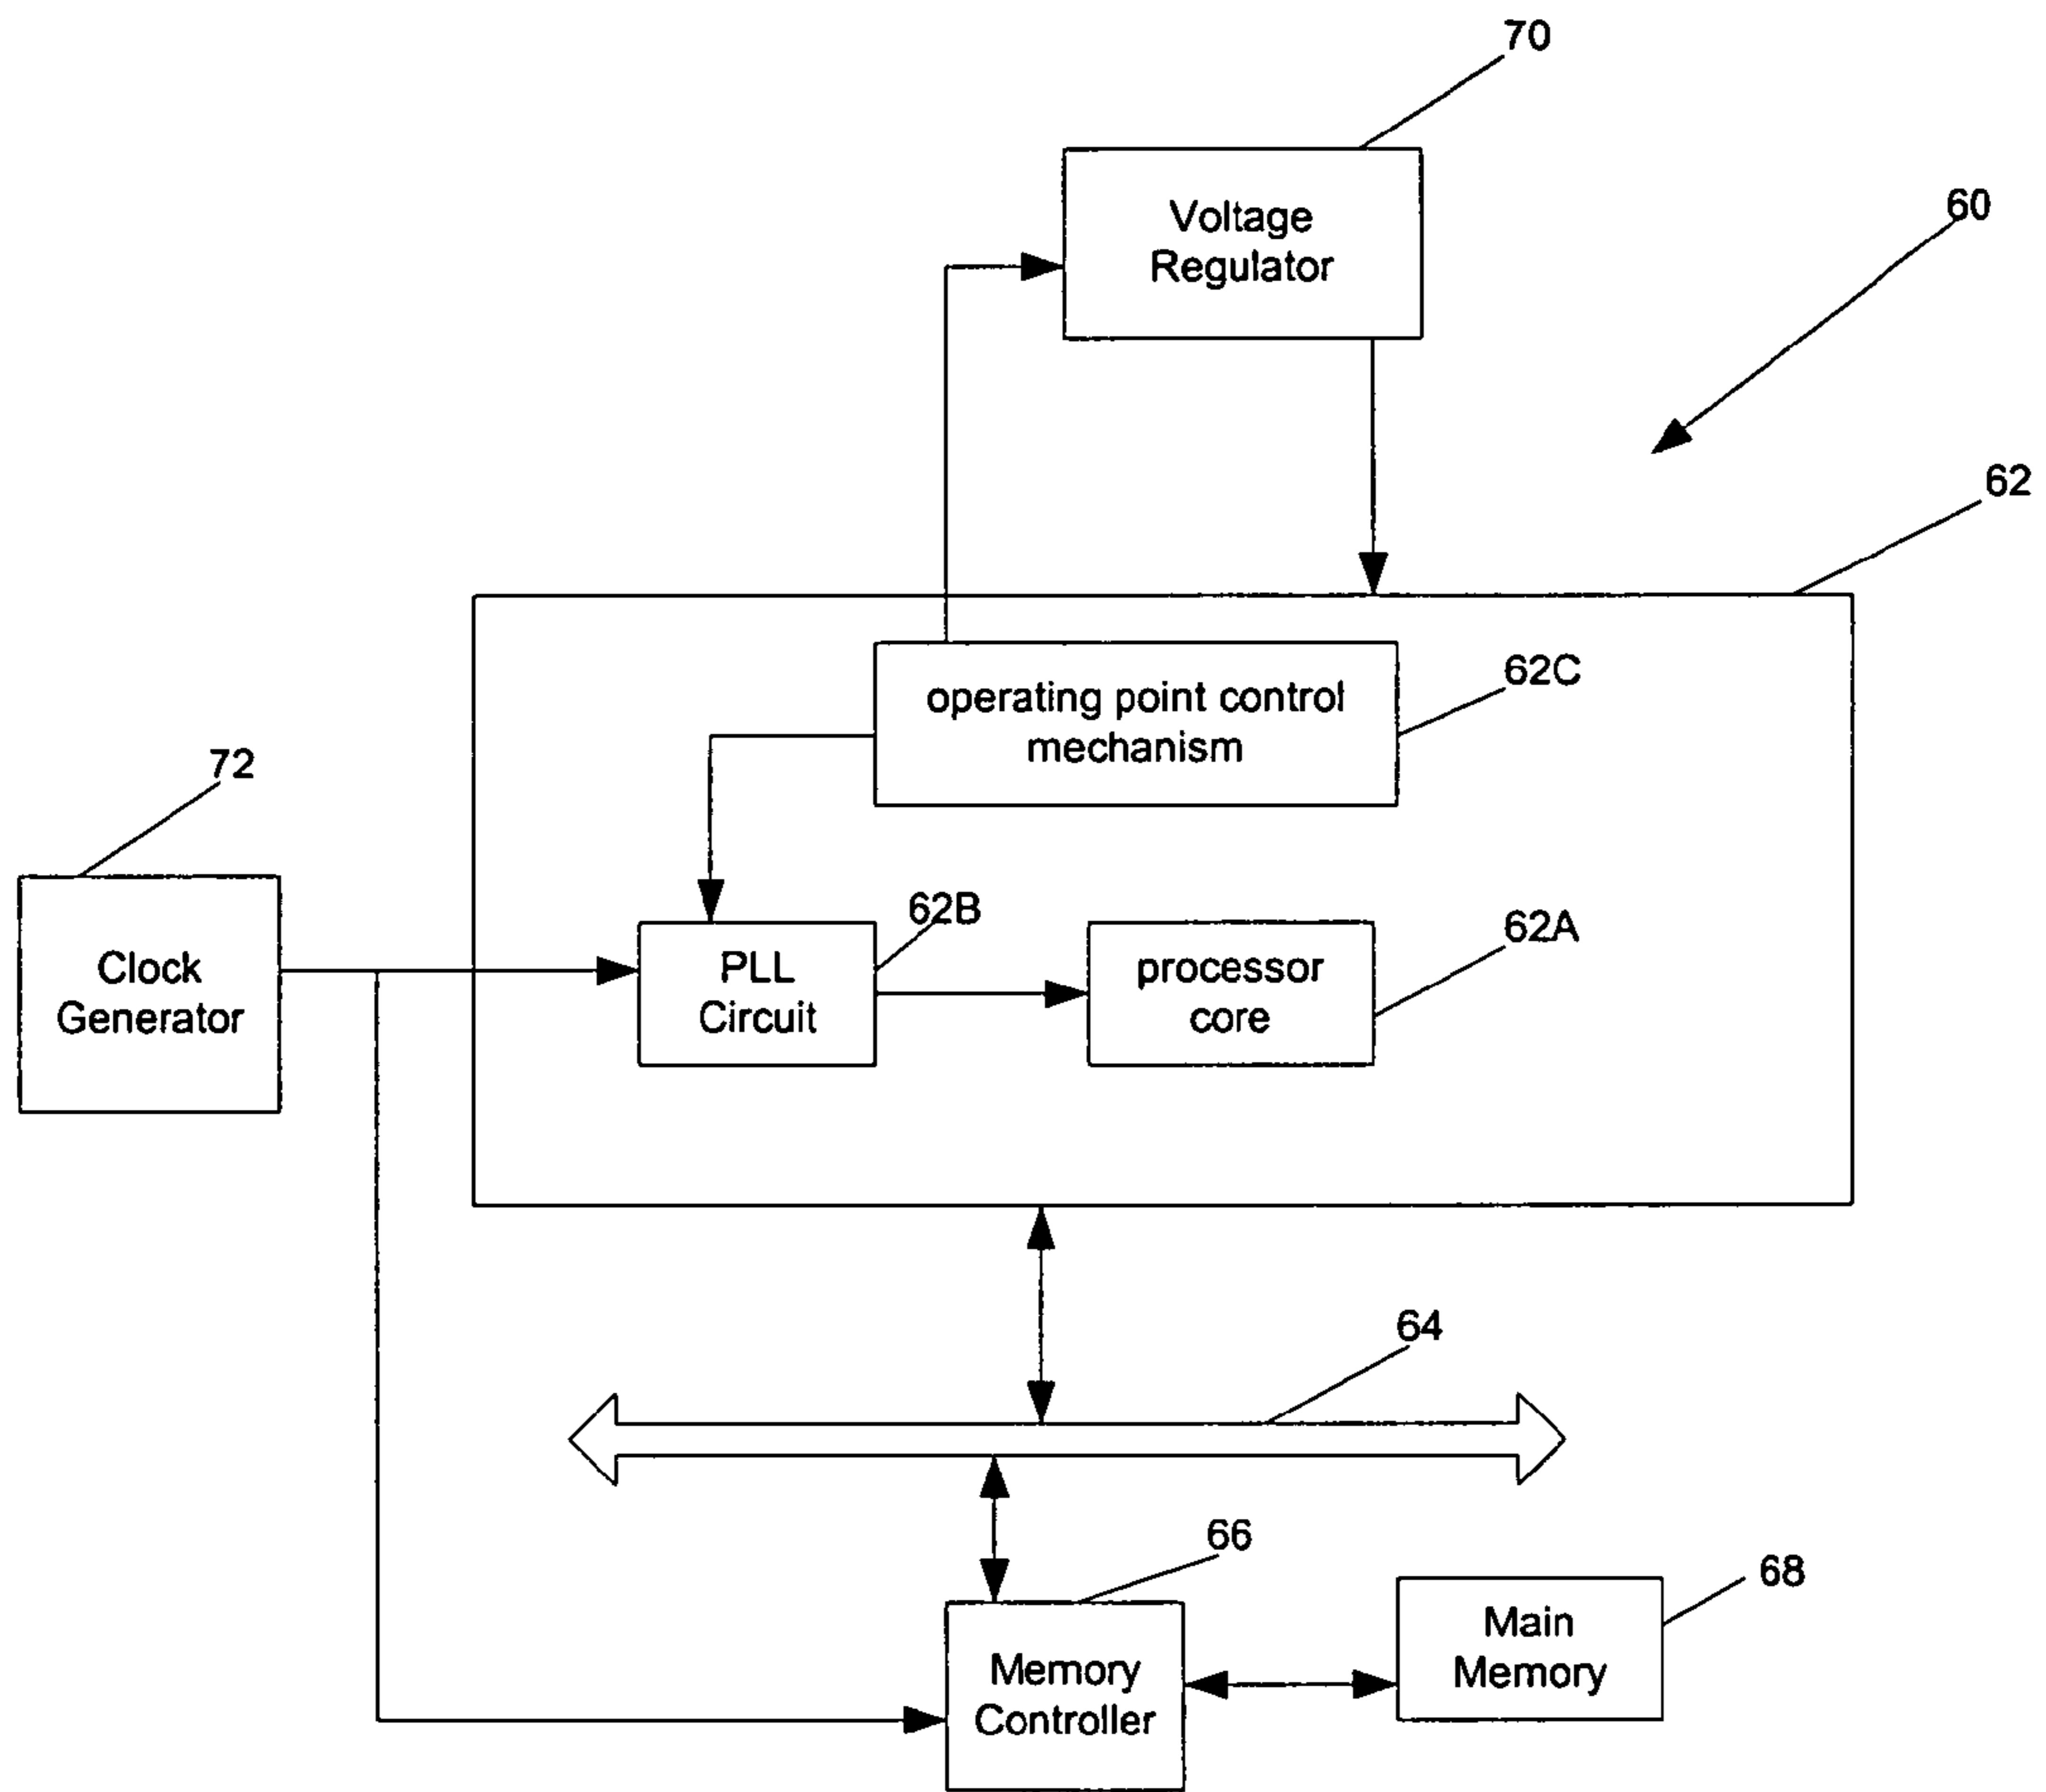 70
Voltage
Regulator
60
62
operating point control
mechanism
62C
72
Clock
Generator
62B
PLL
Circuit
62A
processor
core
64
66
68
Main
Memory
Memory
Controller